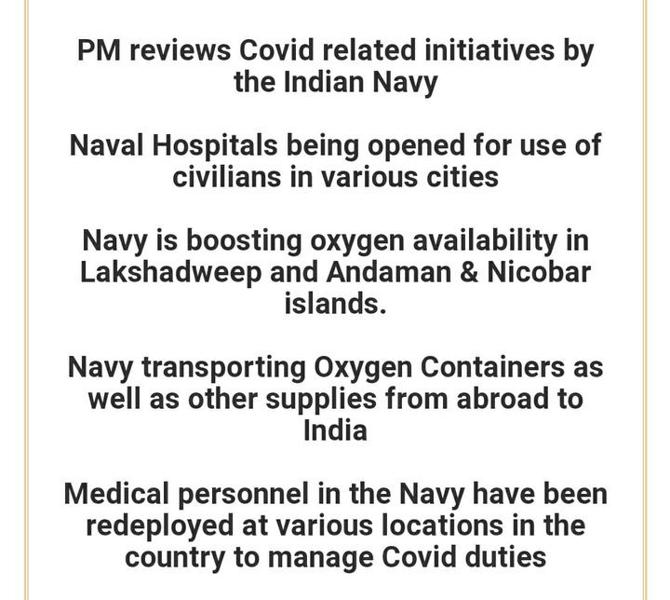 PM reviews Covid related initiatives by
the Indian Navy
Naval Hospitals being opened for use of
civilians in various cities
Navy is boosting oxygen availability in
Lakshadweep and Andaman & Nicobar
islands.
Navy transporting Oxygen Containers as
well as other supplies from abroad to
India
Medical personnel in the Navy have been
redeployed at various locations in the
country to manage Covid duties